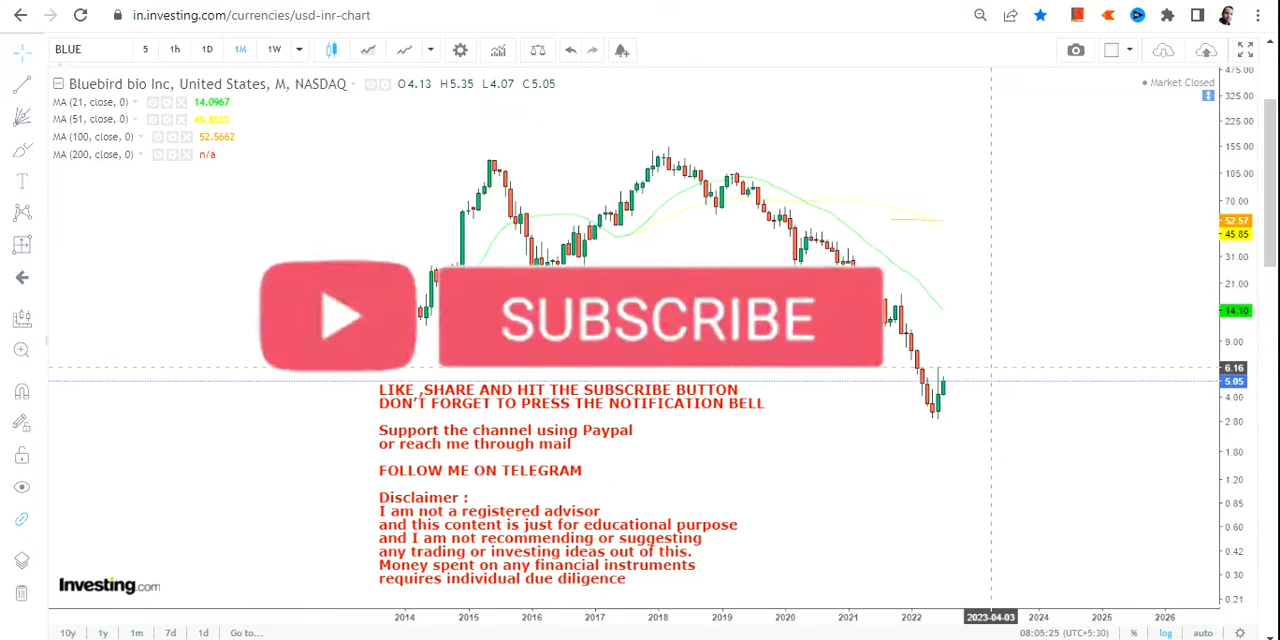 in.investing.com/currencies/usd-inr-chart
BLUE 5 1h 1D 1M 1W
Bluebird bio Inc, United States, M, NASDAQ O4.13 H5.35 L4.07 C5.05
Market Closed
MA (21, close, 0) 14.0967
MA (51, close, 0)
MA (100, close, 0) 52.5662
MA (200, close, 0) n/a
475.00
325.00
225.00
155.00
105.00
70.00
52.57
45.85
31.00
21.00
14.10
9.00
6.16
5.05
4.00
2.80
1.80
1.20
0.85
0.60
0.42
0.30
0.21
SUBSCRIBE
LIKE ,SHARE AND HIT THE SUBSCRIBE BUTTON
DON'T FORGET TO PRESS THE NOTIFICATION BELL
Support the channel using Paypal
or reach me through mail
FOLLOW ME ON TELEGRAM
Disclaimer :
I am not a registered advisor
and this content is just for educational purpose
and I am not recommending or suggesting
any trading or investing ideas out of this.
Money spent on any financial instruments
requires individual due diligence
Investing.com
2014 2015 2016 2017 2018 2019 2020 2021 2022 2023-04-03 2024 2025 2026
10y 1y 1m 7d 1d Go to... 08:05:25 (UTC+5:30) % log auto